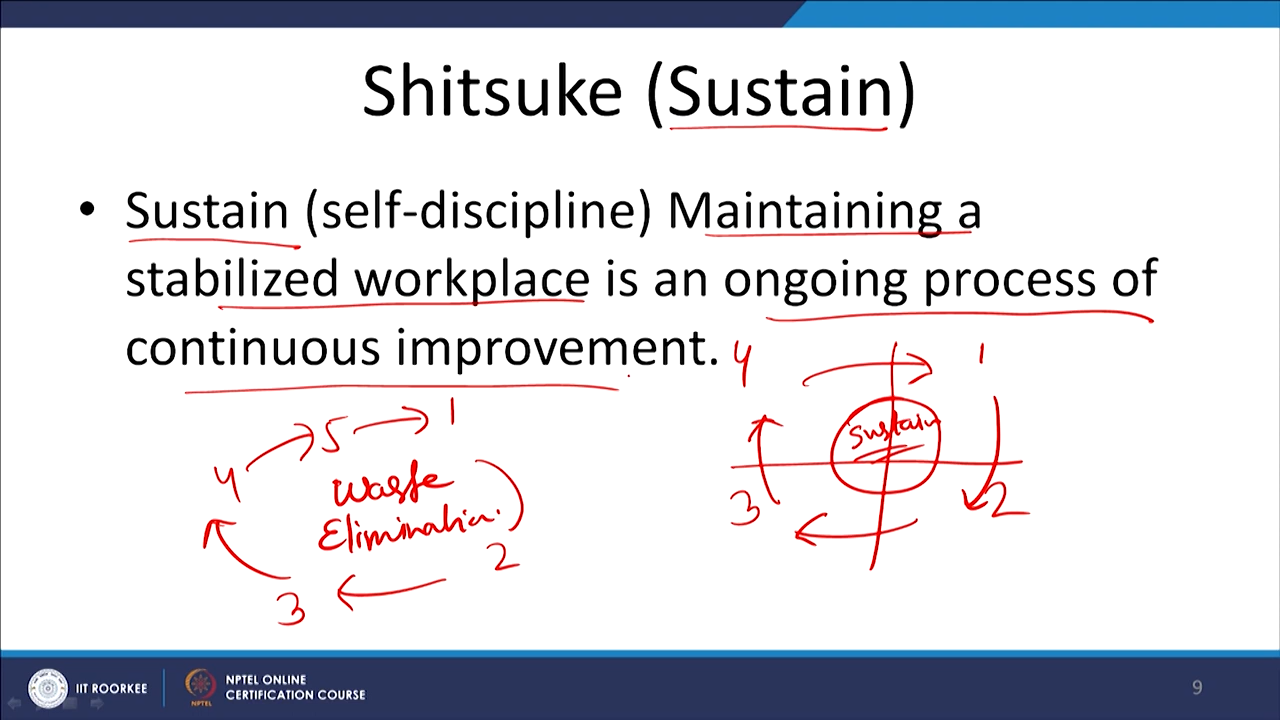 Shitsuke (Sustain)
• Sustain (self-discipline) Maintaining a
stabilized workplace is an ongoing process of
continuous improvement.
4 1
Sustain
3 2
4 5 1
Waste
Elimination.
2
3
IIT ROORKEE
NPTEL
NPTEL ONLINE
CERTIFICATION COURSE
9